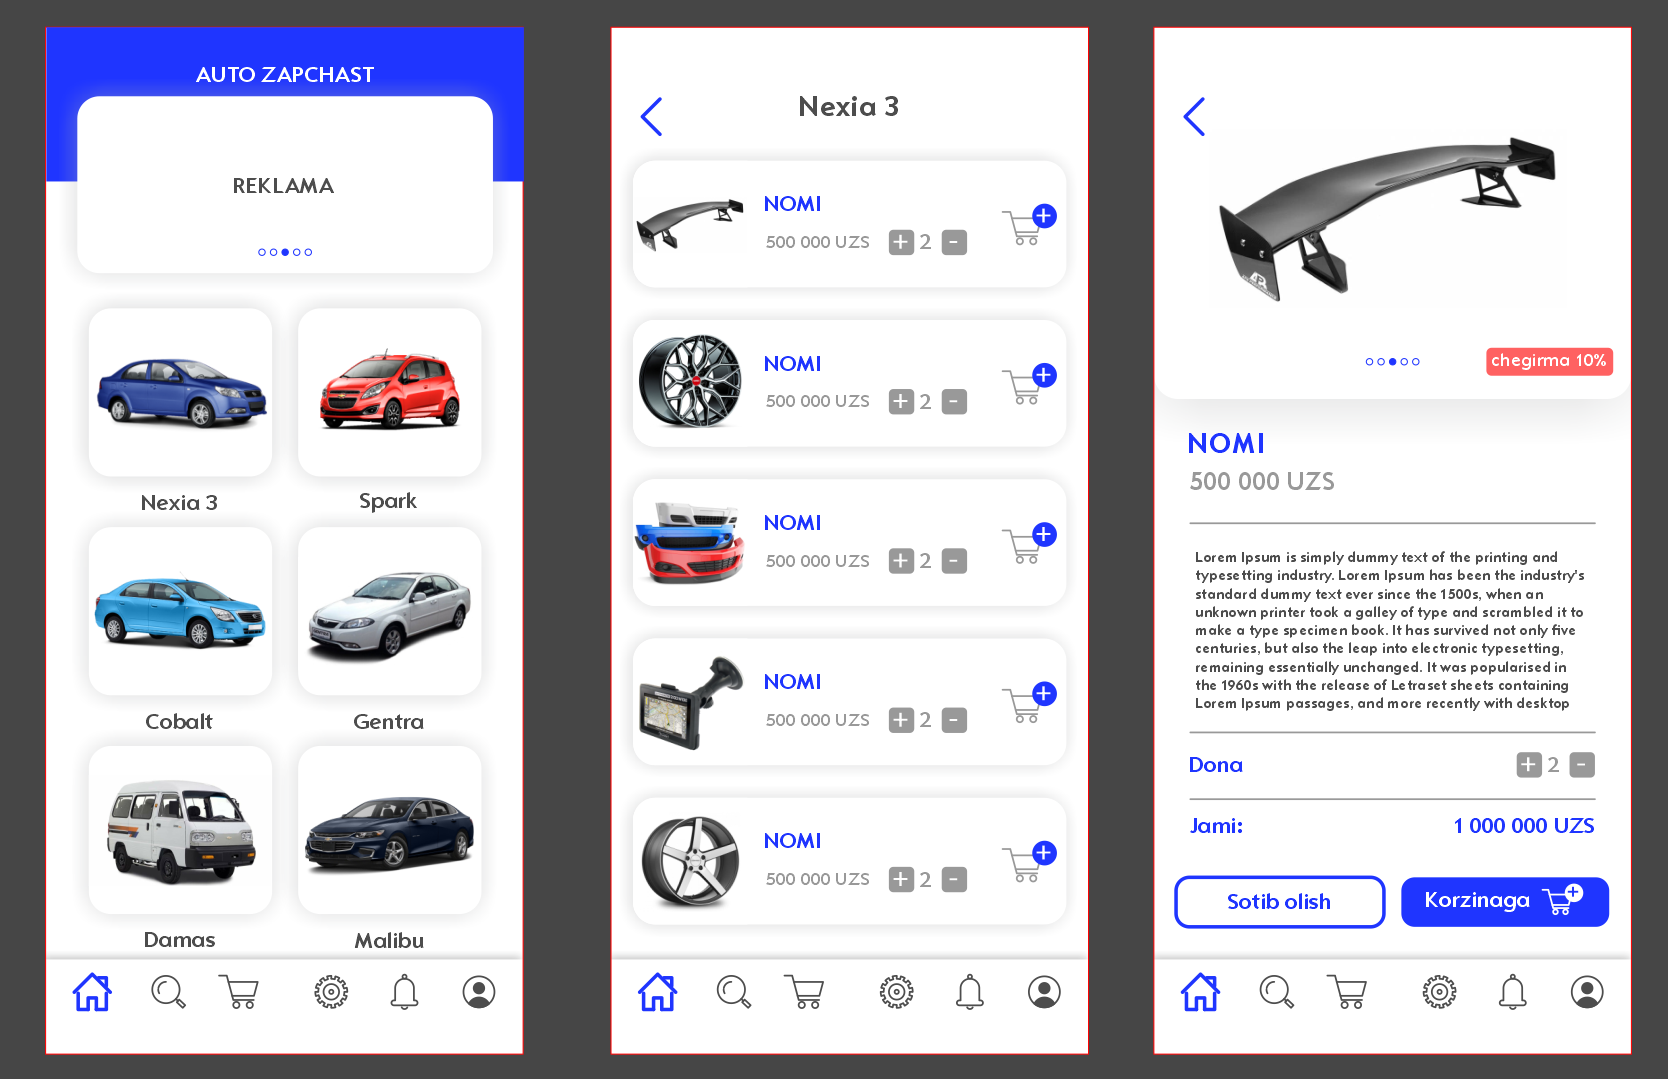 AUTO ZAPCHAST
REKLAMA
Nexia 3
Spark
Cobalt
Gentra
Damas
Malibu
Nexia 3
NOMI
500 000 UZS + 2 -
NOMI
500 000 UZS + 2 -
NOMI
500 000 UZS + 2 -
NOMI
500 000 UZS + 2 -
NOMI
500 000 UZS + 2 -
chegirma 10%
NOMI
500 000 UZS
Lorem Ipsum is simply dummy text of the printing and
typesetting industry. Lorem Ipsum has been the industry's
standard dummy text ever since the 1500s, when an
unknown printer took a galley of type and scrambled it to
make a type specimen book. It has survived not only five
centuries, but also the leap into electronic typesetting,
remaining essentially unchanged. It was popularised in
the 1960s with the release of Letraset sheets containing
Lorem Ipsum passages, and more recently with desktop
Dona + 2 -
Jami: 1 000 000 UZS
Sotib olish
Korzinaga